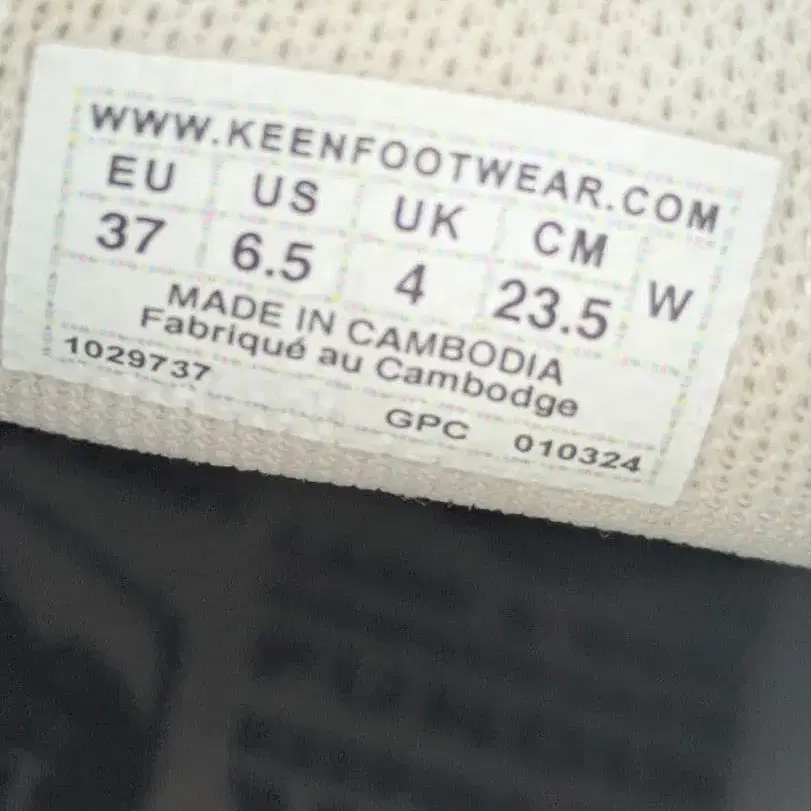 WWW.KEENFOOTWEAR.COM
EU US UK CM W
37 6.5 4 23.5
MADE IN CAMBODIA
Fabriqué au Cambodge
1029737 GPC 010324